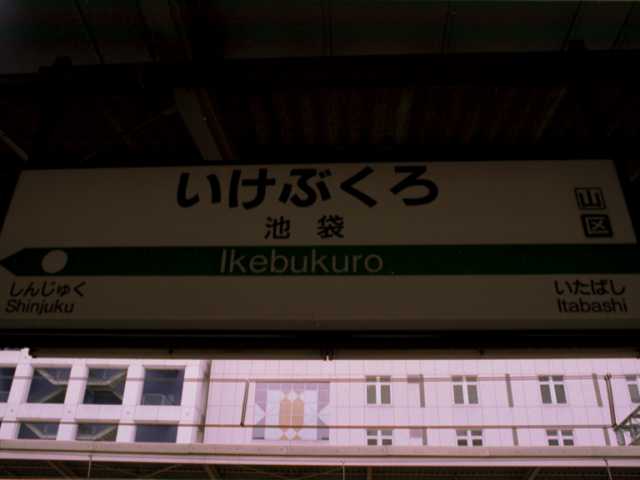 いけぶくろ
山
区
池袋
Ikebukuro
しんじゅく
Shinjuku
いたばし
Itabashi